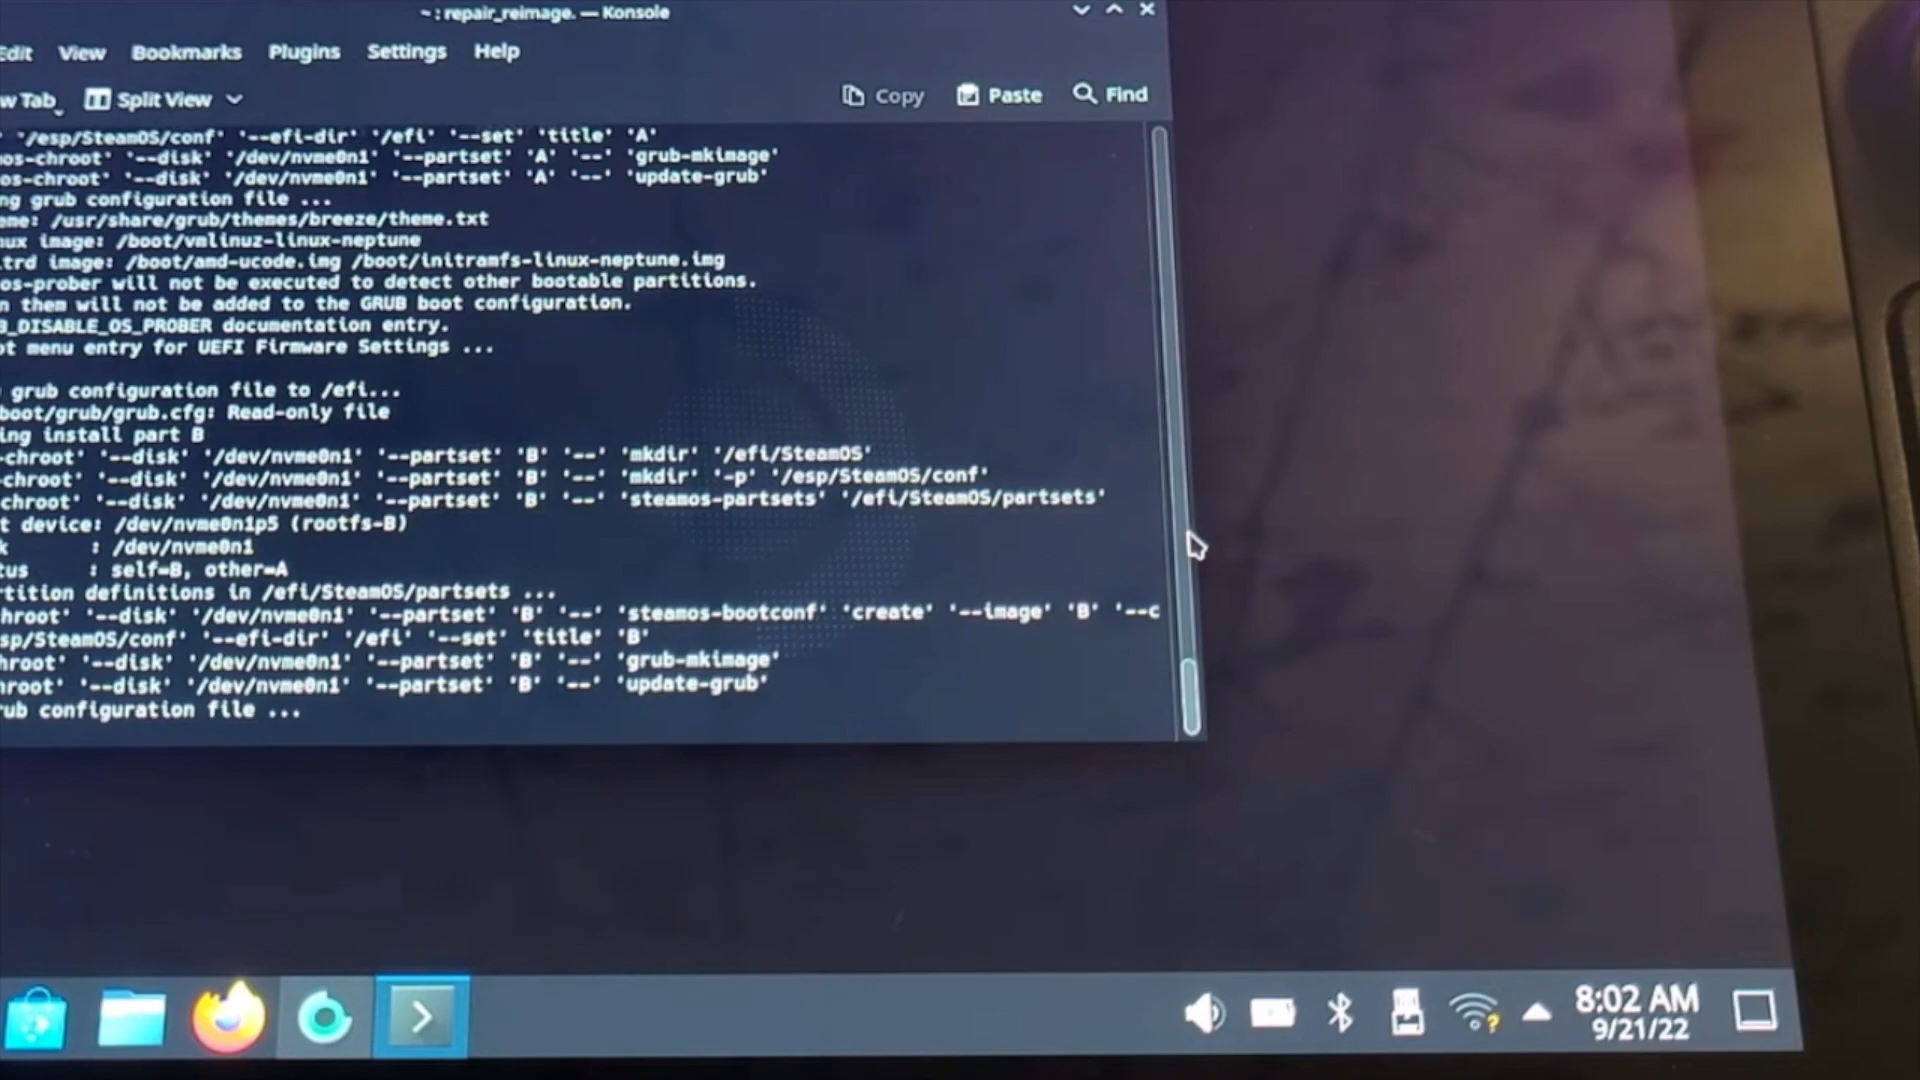 ~ : repair_reimage. — Konsole
Edit View Bookmarks Plugins Settings Help
w Tab Split View Copy Paste Find
' '/esp/SteamOS/conf' '--efi-dir' '/efi' '--set' 'title' 'A'
os-chroot' '--disk' '/dev/nvme0n1' '--partset' 'A' '--' 'grub-mkimage'
os-chroot' '--disk' '/dev/nvme0n1' '--partset' 'A' '--' 'update-grub'
ng grub configuration file ...
eme: /usr/share/grub/themes/breeze/theme.txt
nux image: /boot/vmlinuz-linux-neptune
trd image: /boot/amd-ucode.img /boot/initramfs-linux-neptune.img
os-prober will not be executed to detect other bootable partitions.
n them will not be added to the GRUB boot configuration.
B_DISABLE_OS_PROBER documentation entry.
ot menu entry for UEFI Firmware Settings ...
grub configuration file to /efi...
boot/grub/grub.cfg: Read-only file
ing install part B
-chroot' '--disk' '/dev/nvme0n1' '--partset' 'B' '--' 'mkdir' '/efi/SteamOS'
-chroot' '--disk' '/dev/nvme0n1' '--partset' 'B' '--' 'mkdir' '-p' '/esp/SteamOS/conf'
chroot' '--disk' '/dev/nvme0n1' '--partset' 'B' '--' 'steamos-partsets' '/efi/SteamOS/partsets'
t device: /dev/nvme0n1p5 (rootfs-B)
k : /dev/nvme0n1
tus : self=B, other=A
rtition definitions in /efi/SteamOS/partsets ...
hroot' '--disk' '/dev/nvme0n1' '--partset' 'B' '--' 'steamos-bootconf' 'create' '--image' 'B' '--c
sp/SteamOS/conf' '--efi-dir' '/efi' '--set' 'title' 'B'
hroot' '--disk' '/dev/nvme0n1' '--partset' 'B' '--' 'grub-mkimage'
hroot' '--disk' '/dev/nvme0n1' '--partset' 'B' '--' 'update-grub'
ub configuration file ...
8:02 AM
9/21/22